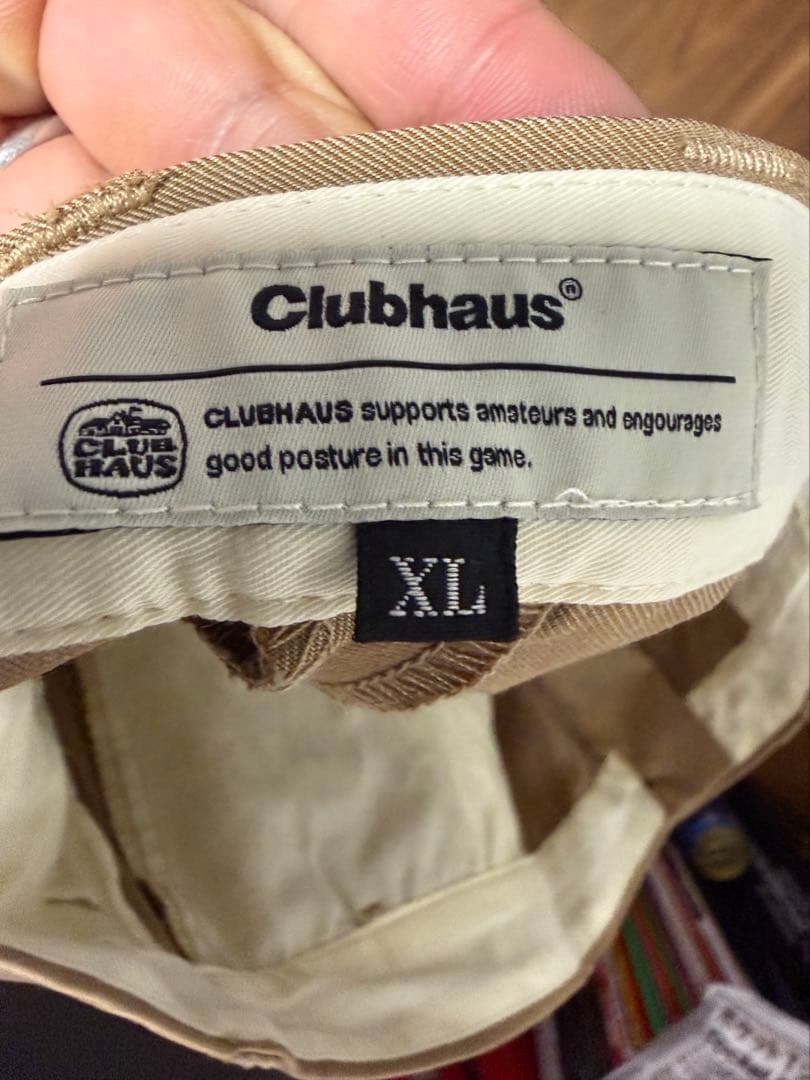 Clubhaus®
CLUB
HAUS
CLUBHAUS supports amateurs and engourages
good posture in this game.
XL